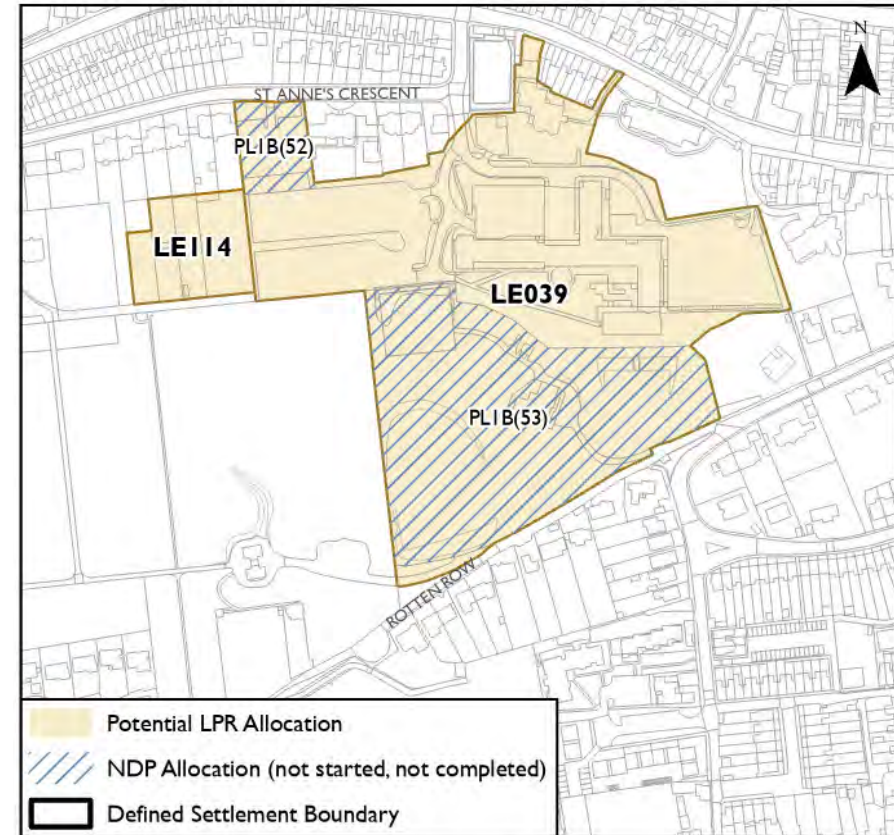 N
ST ANNE'S CRESCENT
PL1B(52)
LE114
LE039
PL1B(53)
ROTTEN ROW
Potential LPR Allocation
NDP Allocation (not started, not completed)
Defined Settlement Boundary